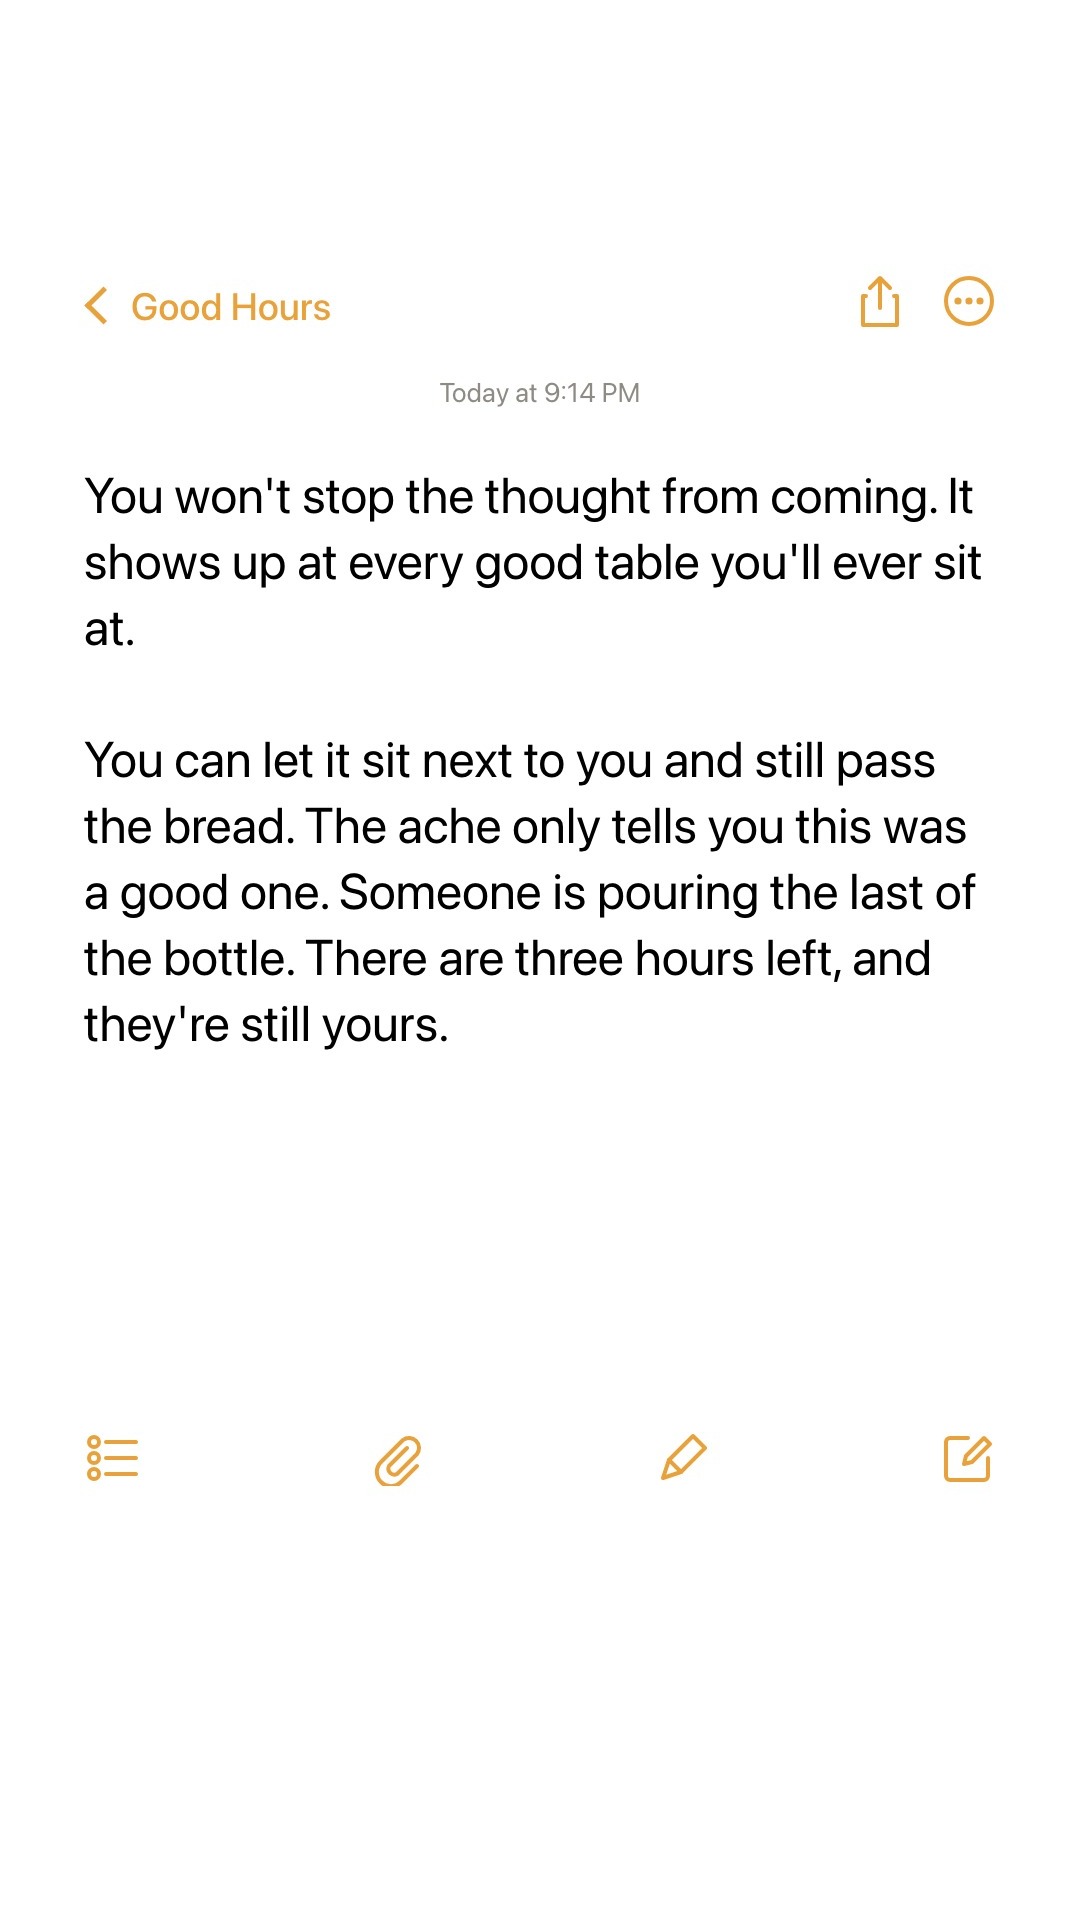 Good Hours
Today at 9:14 PM
You won't stop the thought from coming. It
shows up at every good table you'll ever sit
at.
You can let it sit next to you and still pass
the bread. The ache only tells you this was
a good one. Someone is pouring the last of
the bottle. There are three hours left, and
they're still yours.